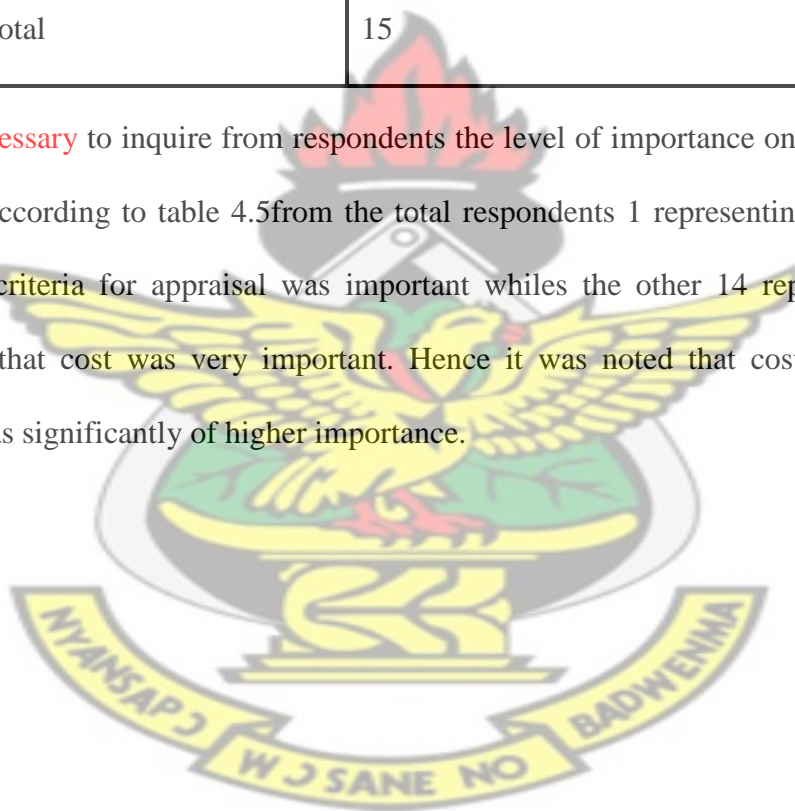 otal 15
essary to inquire from respondents the level of importance on
ccording to table 4.5from the total respondents 1 representin
criteria for appraisal was important whiles the other 14 rep
that cost was very important. Hence it was noted that cost
s significantly of higher importance.
NYANSAPƆ
WƆ SANE NO
BADWENMA